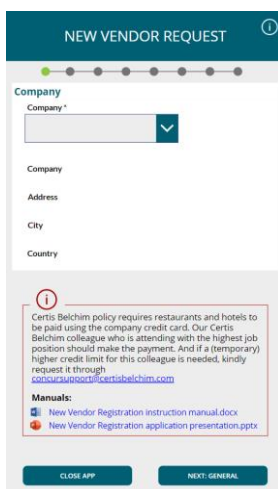 NEW VENDOR REQUEST
Company
Company *
Company
Address
City
Country
Certis Belchim policy requires restaurants and hotels to
be paid using the company credit card. Our Certis
Belchim colleague who is attending with the highest job
position should make the payment. And if a (temporary)
higher credit limit for this colleague is needed, kindly
request it through
concursupport@certisbelchim.com
Manuals:
New Vendor Registration instruction manual.docx
New Vendor Registration application presentation.pptx
CLOSE APP
NEXT: GENERAL